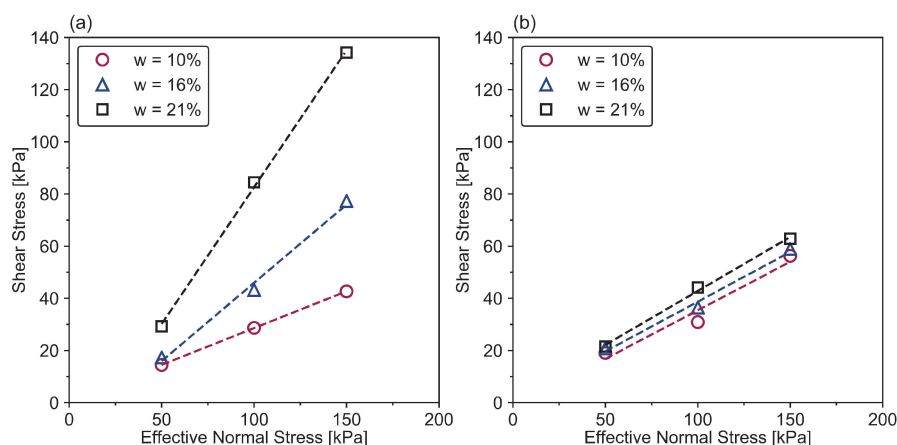 (a)
140
120
100
80
60
40
20
0
0 50 100 150 200
Shear Stress [kPa]
Effective Normal Stress [kPa]
w = 10%
w = 16%
w = 21%
(b)
140
120
100
80
60
40
20
0
0 50 100 150 200
Shear Stress [kPa]
Effective Normal Stress [kPa]
w = 10%
w = 16%
w = 21%